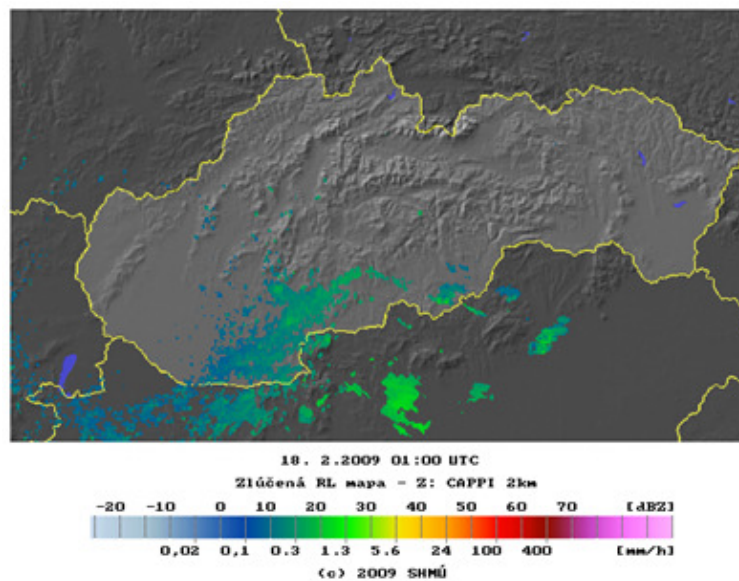 18. 2.2009 01:00 UTC
Zlúčená RL mapa - Z: CAPPI 2km
-20 -10 0 10 20 30 40 50 60 70 [dBZ]
0,02 0,1 0.3 1.3 5.6 24 100 400 [mm/h]
(c) 2009 SHMÚ